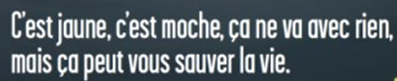 C'est jaune, c'est moche, ça ne va avec rien,
mais ça peut vous sauver la vie.